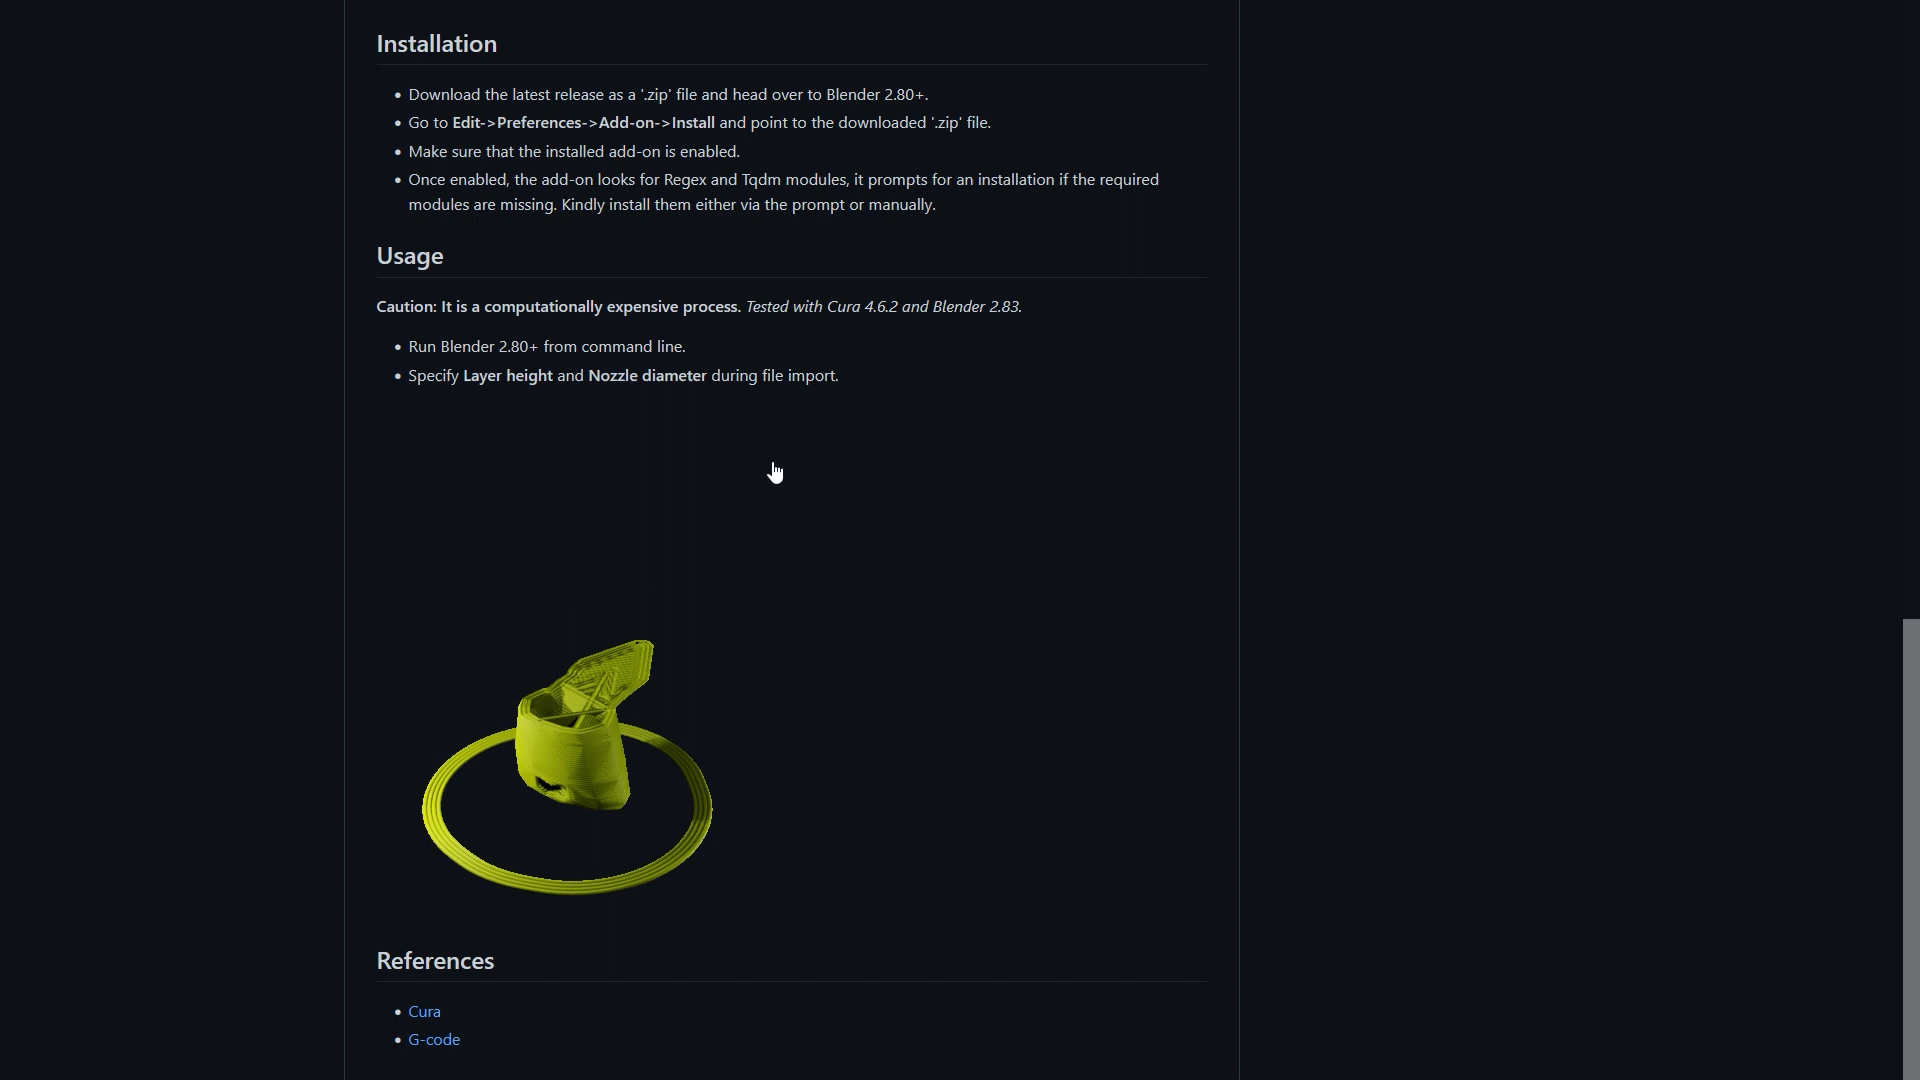 Installation
Download the latest release as a '.zip' file and head over to Blender 2.80+.
Go to Edit->Preferences->Add-on->Install and point to the downloaded '.zip' file.
Make sure that the installed add-on is enabled.
Once enabled, the add-on looks for Regex and Tqdm modules, it prompts for an installation if the required
modules are missing. Kindly install them either via the prompt or manually.
Usage
Caution: It is a computationally expensive process. Tested with Cura 4.6.2 and Blender 2.83.
Run Blender 2.80+ from command line.
Specify Layer height and Nozzle diameter during file import.
References
Cura
G-code